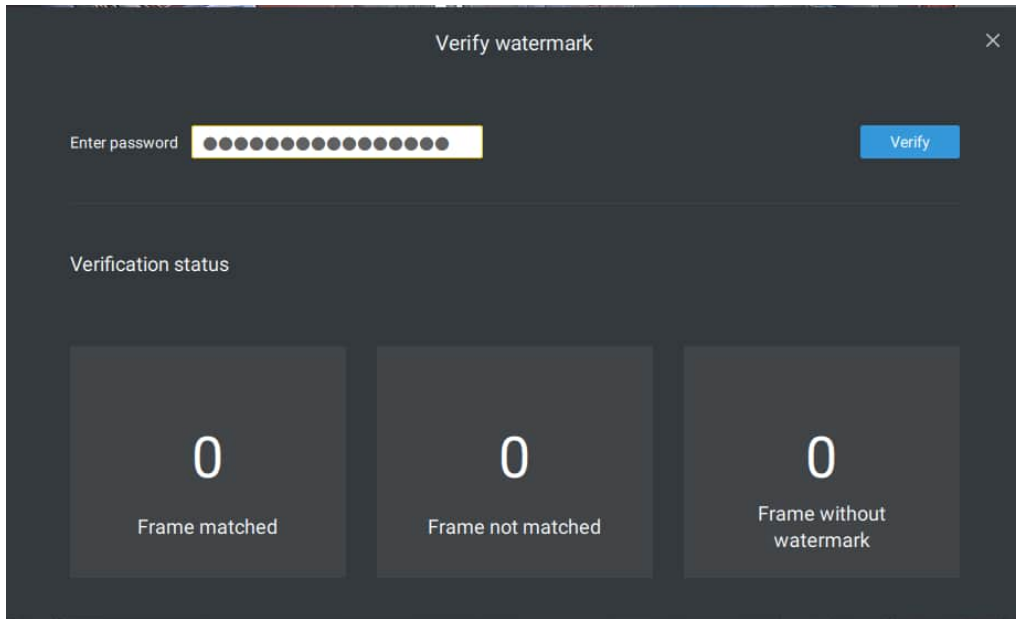 Verify watermark
Enter password
Verify
Verification status
0
Frame matched
0
Frame not matched
0
Frame without
watermark